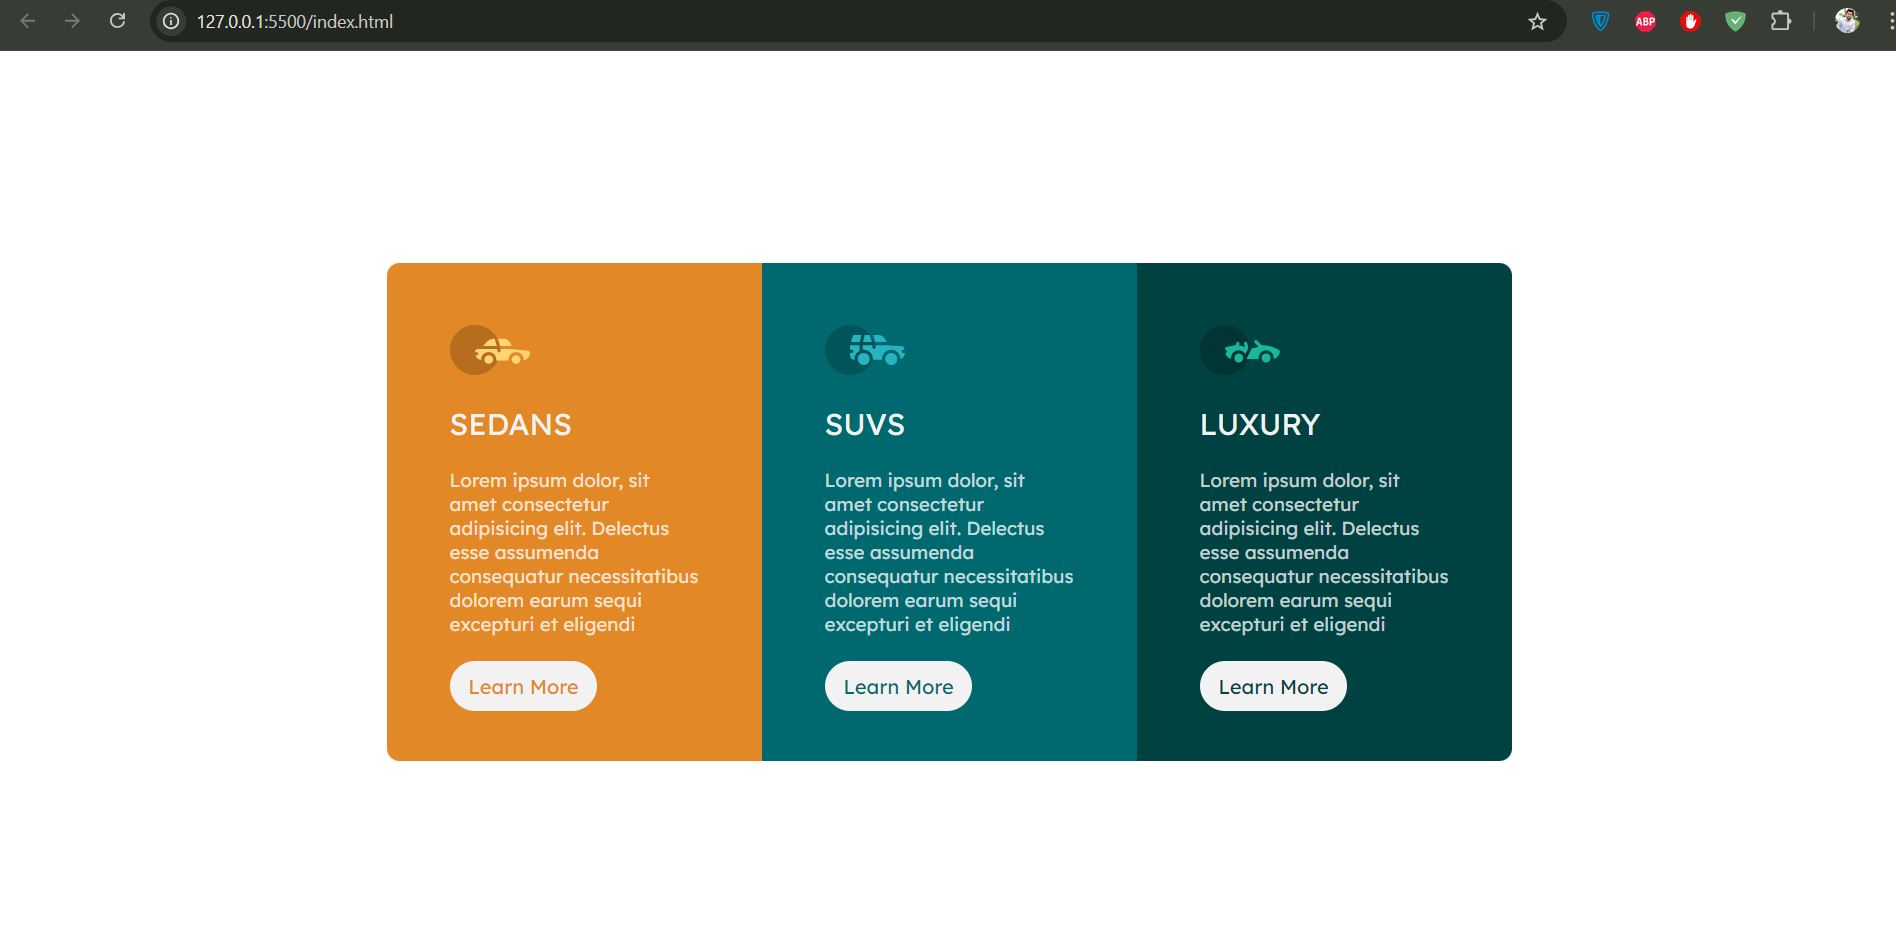 127.0.0.1:5500/index.html
ABP
SEDANS
Lorem ipsum dolor, sit
amet consectetur
adipisicing elit. Delectus
esse assumenda
consequatur necessitatibus
dolorem earum sequi
excepturi et eligendi
Learn More
SUVS
Lorem ipsum dolor, sit
amet consectetur
adipisicing elit. Delectus
esse assumenda
consequatur necessitatibus
dolorem earum sequi
excepturi et eligendi
Learn More
LUXURY
Lorem ipsum dolor, sit
amet consectetur
adipisicing elit. Delectus
esse assumenda
consequatur necessitatibus
dolorem earum sequi
excepturi et eligendi
Learn More